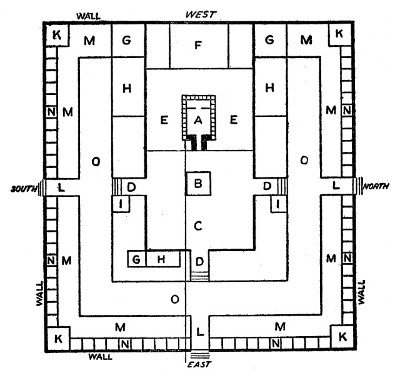 WEST
WALL
K M G F G M K
H H
M N M N
E A E
O O
SOUTH L D B D L NORTH
I I
C
N M G H D M N
WALL WALL
O
M L M
K N N K
WALL
EAST